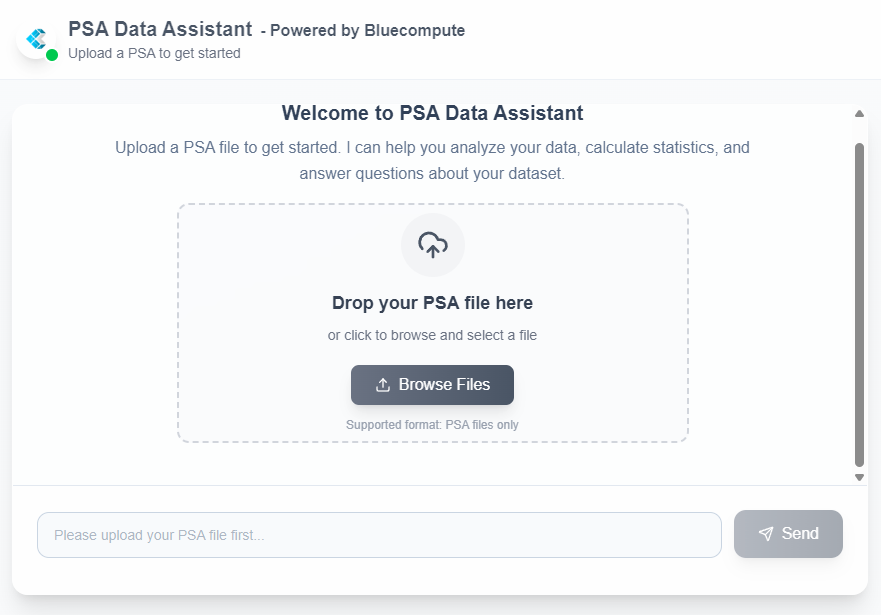 PSA Data Assistant - Powered by Bluecompute
Upload a PSA to get started
Welcome to PSA Data Assistant
Upload a PSA file to get started. I can help you analyze your data, calculate statistics, and
answer questions about your dataset.
Drop your PSA file here
or click to browse and select a file
Browse Files
Supported format: PSA files only
Please upload your PSA file first...
Send